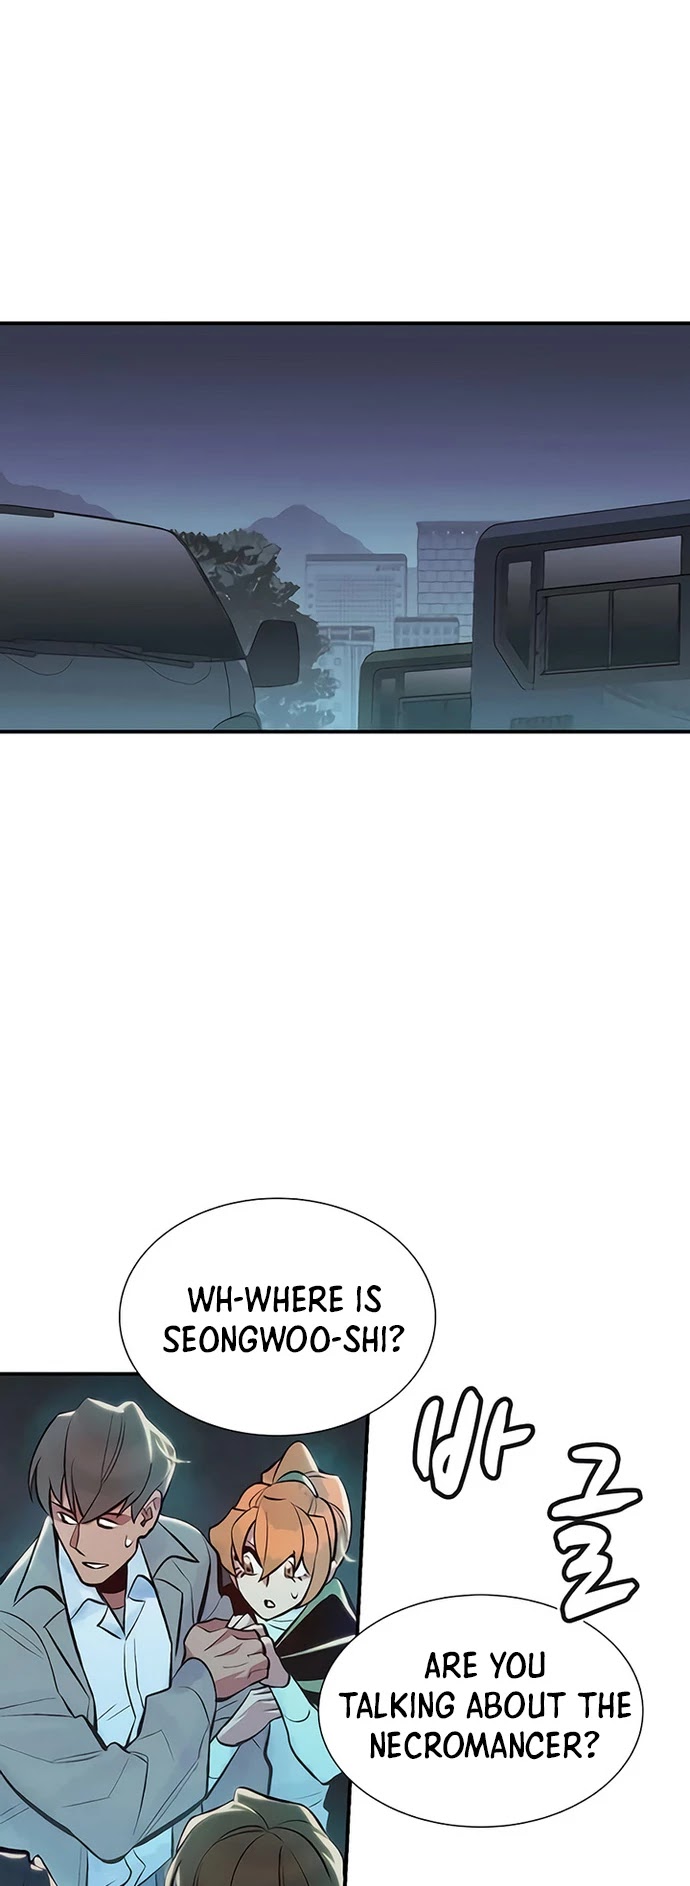 WH-WHERE IS
SEONGWOO-SHI?
바글
ARE YOU
TALKING ABOUT THE
NECROMANCER?